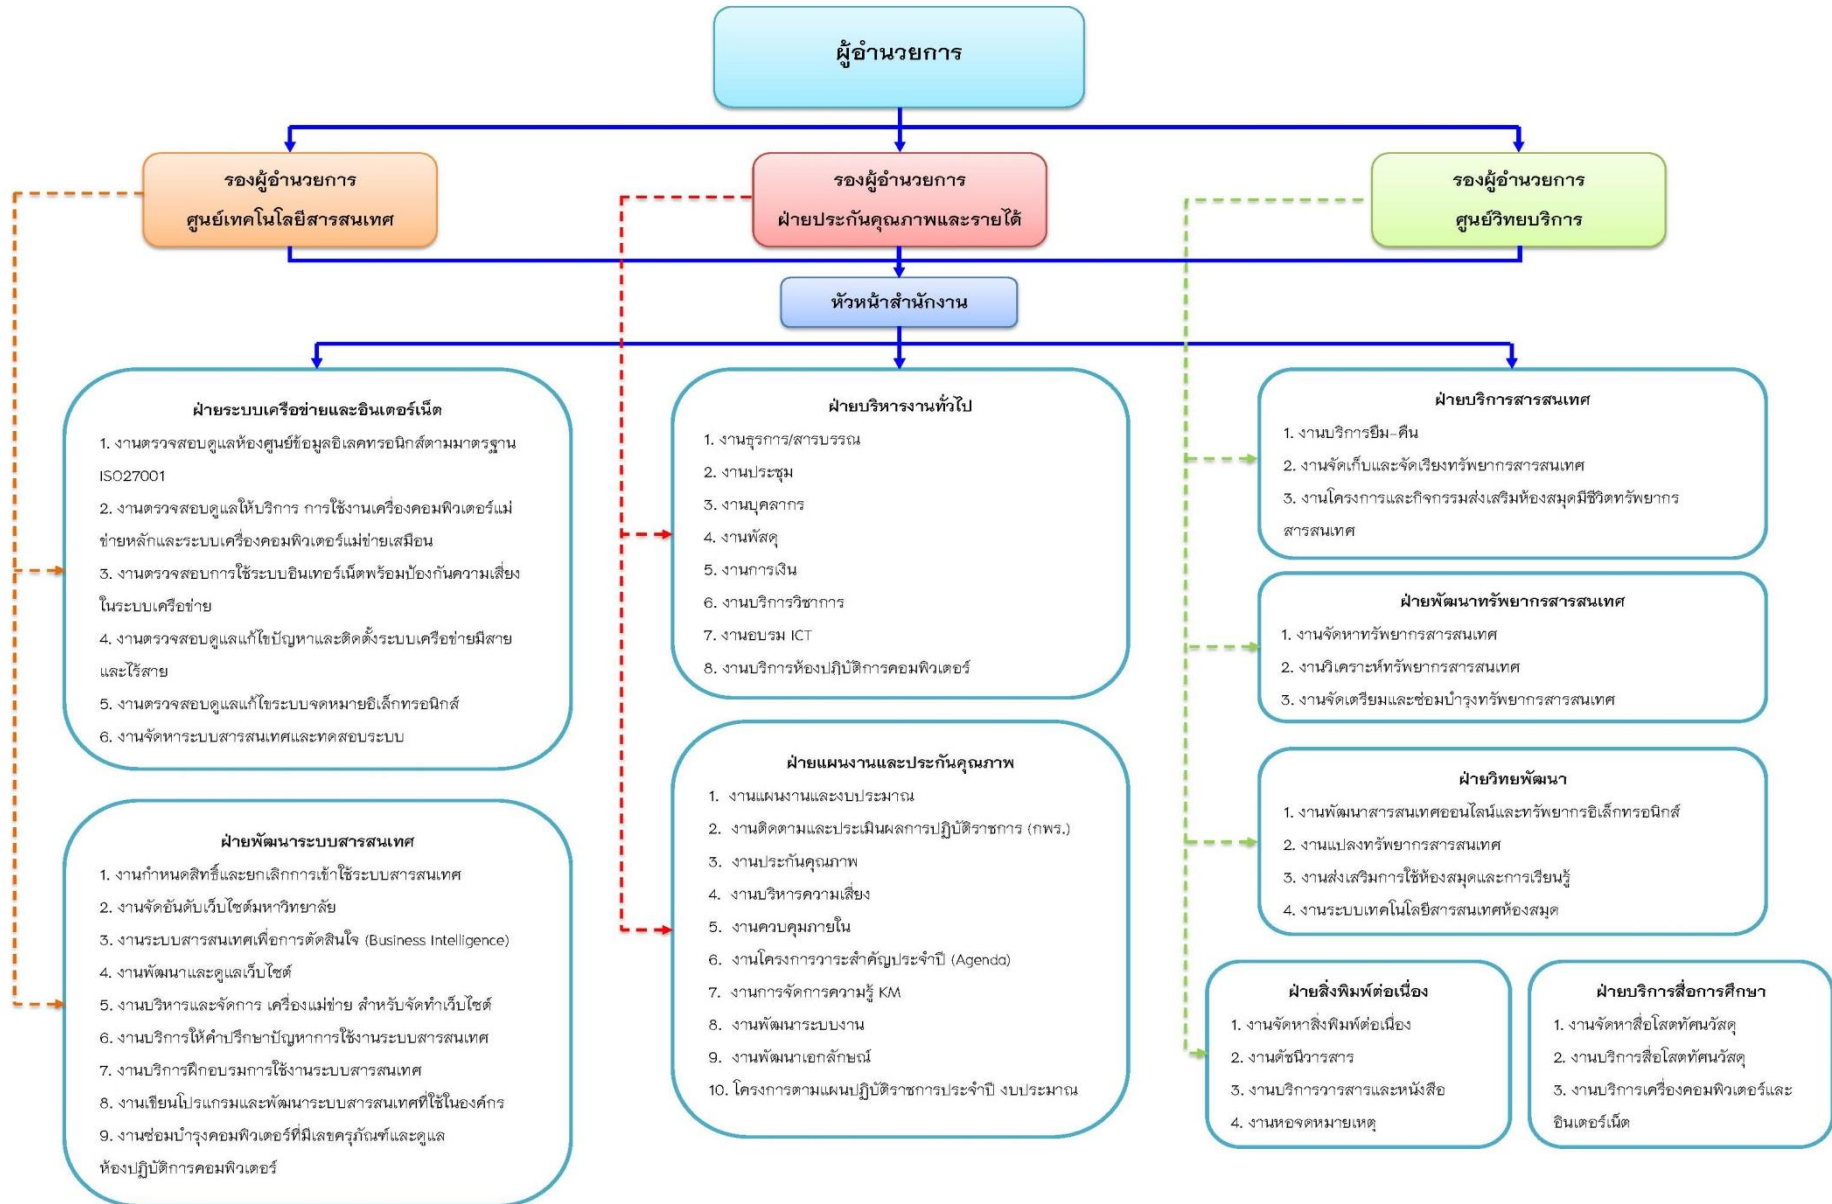 ผู้อำนวยการ
รองผู้อำนวยการ
ศูนย์เทคโนโลยีสารสนเทศ
รองผู้อำนวยการ
ฝ่ายประกันคุณภาพและรายได้
รองผู้อำนวยการ
ศูนย์วิทยบริการ
หัวหน้าสำนักงาน
ฝ่ายระบบเครือข่ายและอินเตอร์เน็ต
1. งานตรวจสอบดูแลห้องศูนย์ข้อมูลอิเลคทรอนิกส์ตามมาตรฐาน
ISO27001
2. งานตรวจสอบดูแลให้บริการ การใช้งานเครื่องคอมพิวเตอร์แม่
ข่ายหลักและระบบเครื่องคอมพิวเตอร์แม่ข่ายเสมือน
3. งานตรวจสอบการใช้ระบบอินเทอร์เน็ตพร้อมป้องกันความเสี่ยง
ในระบบเครือข่าย
4. งานตรวจสอบดูแลแก้ไขปัญหาและติดตั้งระบบเครือข่ายมีสาย
และไร้สาย
5. งานตรวจสอบดูแลแก้ไขระบบจดหมายอิเล็กทรอนิกส์
6. งานจัดหาระบบสารสนเทศและทดสอบระบบ
ฝ่ายพัฒนาระบบสารสนเทศ
1. งานกำหนดสิทธิ์และยกเลิกการเข้าใช้ระบบสารสนเทศ
2. งานจัดอันดับเว็บไซต์มหาวิทยาลัย
3. งานระบบสารสนเทศเพื่อการตัดสินใจ (Business Intelligence)
4. งานพัฒนาและดูแลเว็บไซต์
5. งานบริหารและจัดการ เครื่องแม่ข่าย สำหรับจัดทำเว็บไซต์
6. งานบริการให้คำปรึกษาปัญหาการใช้งานระบบสารสนเทศ
7. งานบริการฝึกอบรมการใช้งานระบบสารสนเทศ
8. งานเขียนโปรแกรมและพัฒนาระบบสารสนเทศที่ใช้ในองค์กร
9. งานซ่อมบำรุงคอมพิวเตอร์ที่มีเลขครุภัณฑ์และดูแล
ห้องปฏิบัติการคอมพิวเตอร์
ฝ่ายบริหารงานทั่วไป
1. งานธุรการ/สารบรรณ
2. งานประชุม
3. งานบุคลากร
4. งานพัสดุ
5. งานการเงิน
6. งานบริการวิชาการ
7. งานอบรม ICT
8. งานบริการห้องปฏิบัติการคอมพิวเตอร์
ฝ่ายแผนงานและประกันคุณภาพ
1. งานแผนงานและงบประมาณ
2. งานติดตามและประเมินผลการปฏิบัติราชการ (กพร.)
3. งานประกันคุณภาพ
4. งานบริหารความเสี่ยง
5. งานควบคุมภายใน
6. งานโครงการวาระสำคัญประจำปี (Agenda)
7. งานการจัดการความรู้ KM
8. งานพัฒนาระบบงาน
9. งานพัฒนาเอกลักษณ์
10. โครงการตามแผนปฏิบัติราชการประจำปี งบประมาณ
ฝ่ายบริการสารสนเทศ
1. งานบริการยืม-คืน
2. งานจัดเก็บและจัดเรียงทรัพยากรสารสนเทศ
3. งานโครงการและกิจกรรมส่งเสริมห้องสมุดมีชีวิตทรัพยากร
สารสนเทศ
ฝ่ายพัฒนาทรัพยากรสารสนเทศ
1. งานจัดหาทรัพยากรสารสนเทศ
2. งานวิเคราะห์ทรัพยากรสารสนเทศ
3. งานจัดเตรียมและซ่อมบำรุงทรัพยากรสารสนเทศ
ฝ่ายวิทยพัฒนา
1. งานพัฒนาสารสนเทศออนไลน์และทรัพยากรอิเล็กทรอนิกส์
2. งานแปลงทรัพยากรสารสนเทศ
3. งานส่งเสริมการใช้ห้องสมุดและการเรียนรู้
4. งานระบบเทคโนโลยีสารสนเทศห้องสมุด
ฝ่ายสิ่งพิมพ์ต่อเนื่อง
1. งานจัดหาสิ่งพิมพ์ต่อเนื่อง
2. งานดัชนีวารสาร
3. งานบริการวารสารและหนังสือ
4. งานหอจดหมายเหตุ
ฝ่ายบริการสื่อการศึกษา
1. งานจัดหาสื่อโสตทัศนวัสดุ
2. งานบริการสื่อโสตทัศนวัสดุ
3. งานบริการเครื่องคอมพิวเตอร์และ
อินเตอร์เน็ต